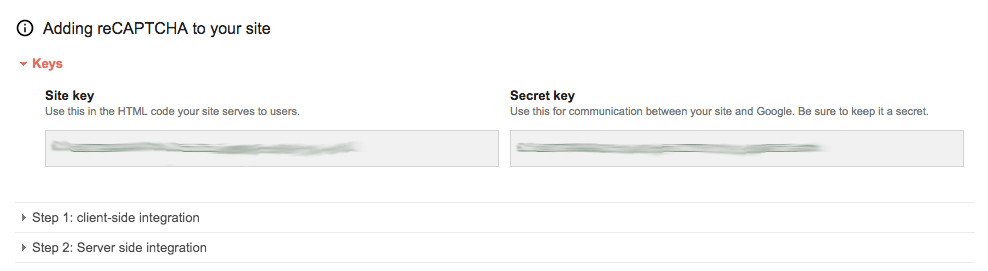 Adding reCAPTCHA to your site
Keys
Site key
Use this in the HTML code your site serves to users.
Secret key
Use this for communication between your site and Google. Be sure to keep it a secret.
Step 1: client-side integration
Step 2: Server side integration